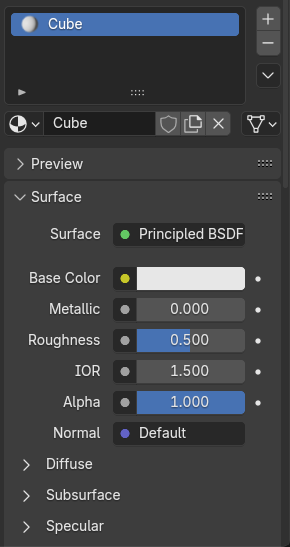 Cube
Cube
Preview
Surface
Surface Principled BSDF
Base Color
Metallic 0.000
Roughness 0.500
IOR 1.500
Alpha 1.000
Normal Default
Diffuse
Subsurface
Specular